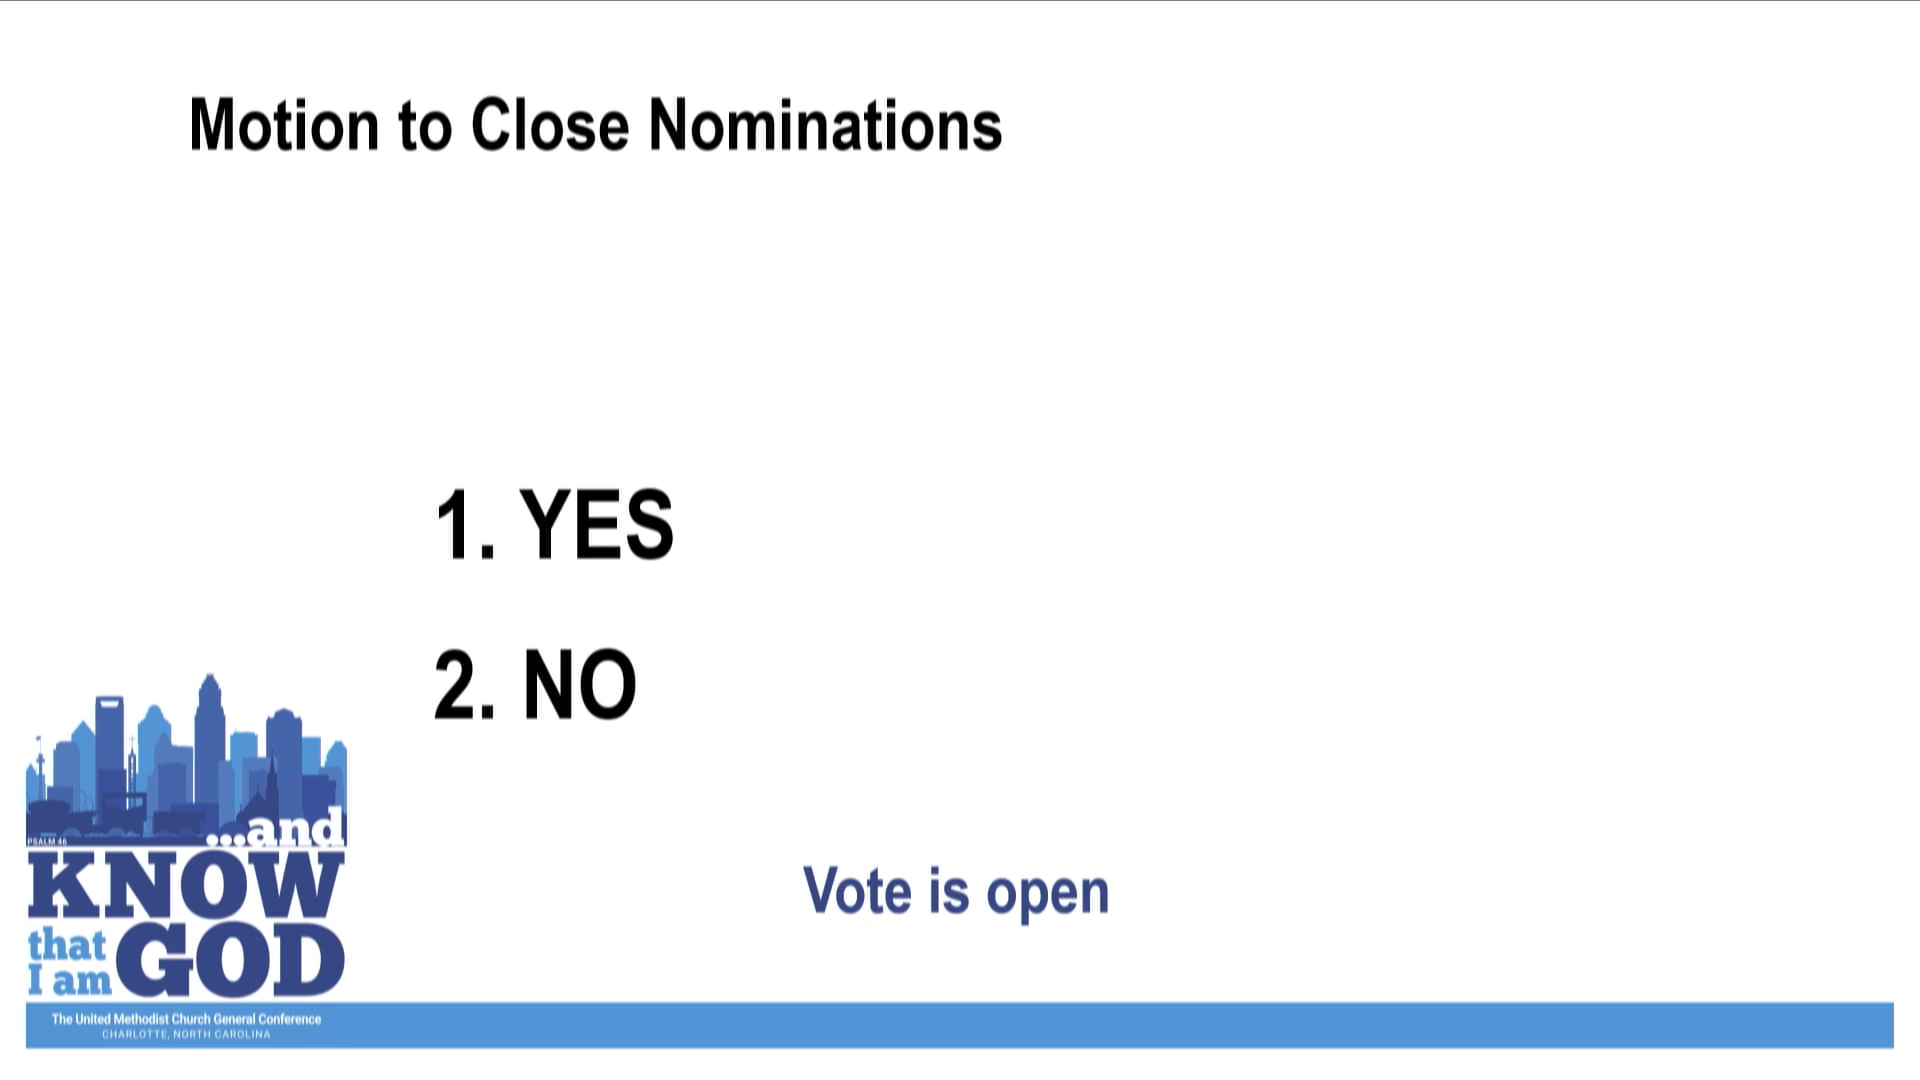 Motion to Close Nominations
1. YES
2. NO
Vote is open
PSALM 46
...and
KNOW
that
I am
GOD
The United Methodist Church General Conference
CHARLOTTE, NORTH CAROLINA